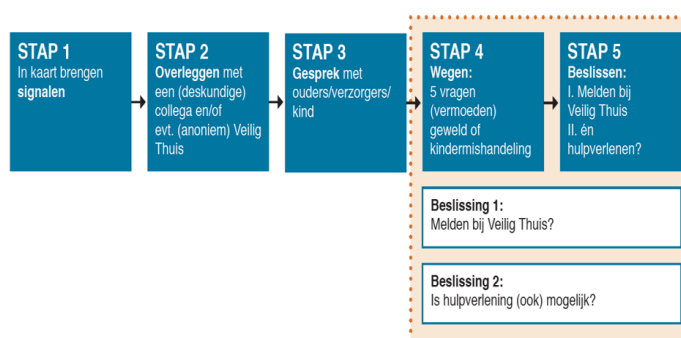 STAP 1
In kaart brengen
signalen
STAP 2
Overleggen met
een (deskundige)
collega en/of
evt. (anoniem) Veilig
Thuis
STAP 3
Gesprek met
ouders/verzorgers/
kind
STAP 4
Wegen:
5 vragen
(vermoeden)
geweld of
kindermishandeling
STAP 5
Beslissen:
I. Melden bij
Veilig Thuis
II. én
hulpverlenen?
Beslissing 1:
Melden bij Veilig Thuis?
Beslissing 2:
Is hulpverlening (ook) mogelijk?